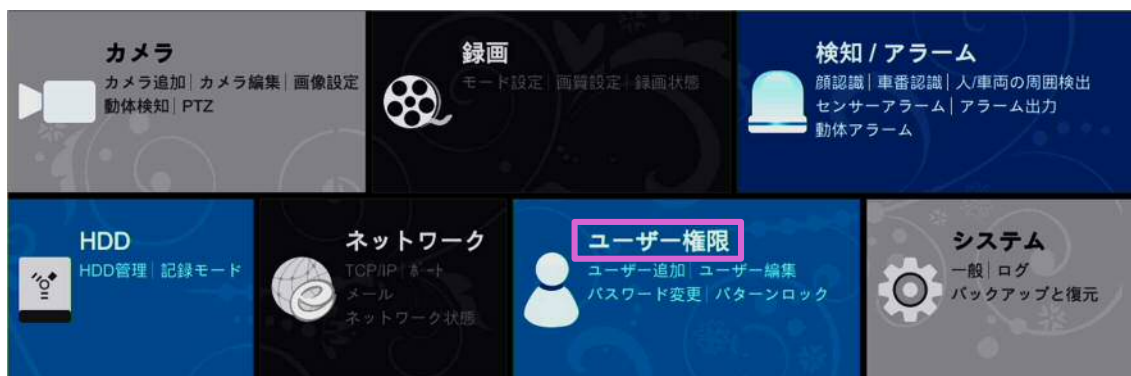 カメラ
カメラ追加 | カメラ編集 | 画像設定
動体検知 | PTZ
録画
モード設定 | 画質設定 | 録画状態
検知 / アラーム
顔認識 | 車番認識 | 人/車両の周囲検出
センサーアラーム | アラーム出力
動体アラーム
HDD
HDD管理 | 記録モード
ネットワーク
TCP/IP | ポート
メール
ネットワーク状態
ユーザー権限
ユーザー追加 | ユーザー編集
パスワード変更 | パターンロック
システム
一般 | ログ
バックアップと復元